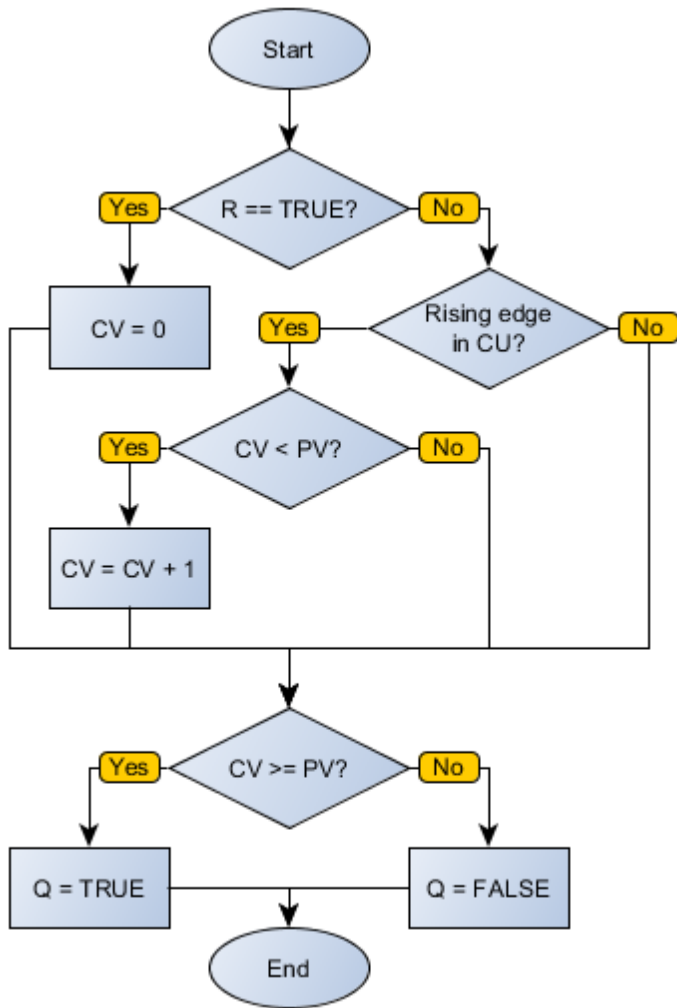 Start
Yes
R == TRUE?
No
CV = 0
Yes
Rising edge
in CU?
No
Yes
CV < PV?
No
CV = CV + 1
Yes
CV >= PV?
No
Q = TRUE
Q = FALSE
End